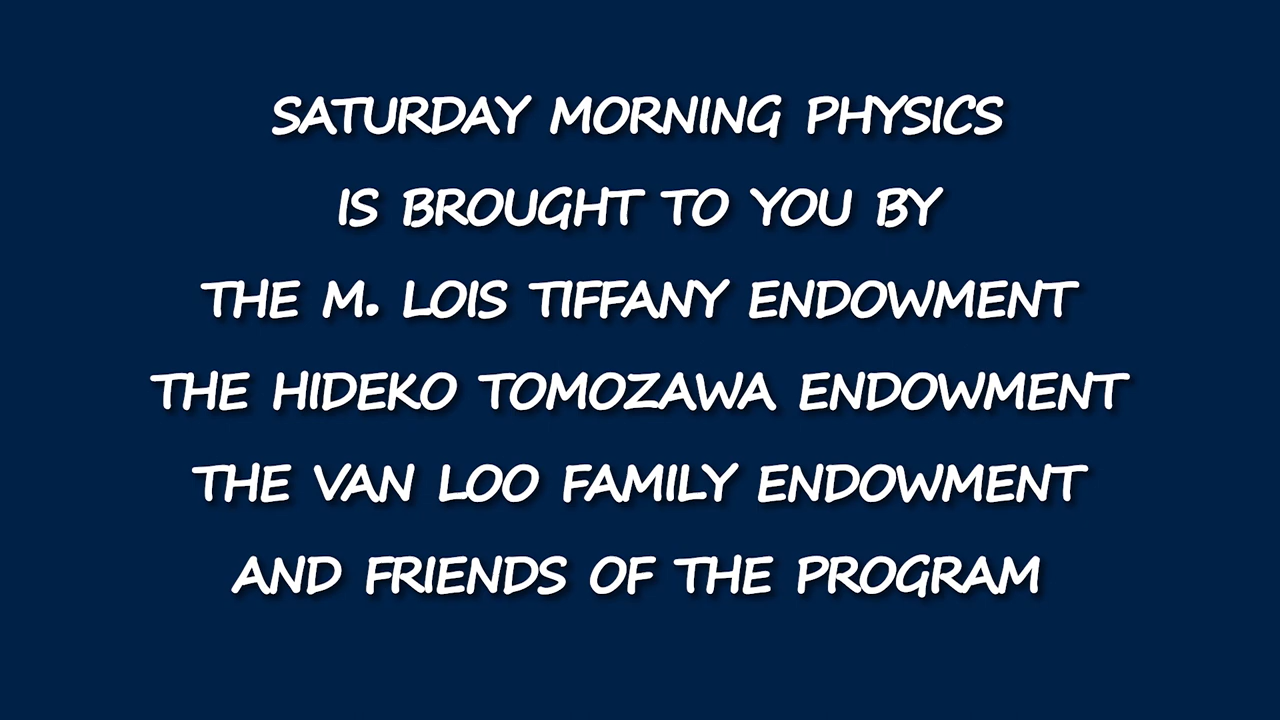 SATURDAY MORNING PHYSICS
IS BROUGHT TO YOU BY
THE M. LOIS TIFFANY ENDOWMENT
THE HIDEKO TOMOZAWA ENDOWMENT
THE VAN LOO FAMILY ENDOWMENT
AND FRIENDS OF THE PROGRAM